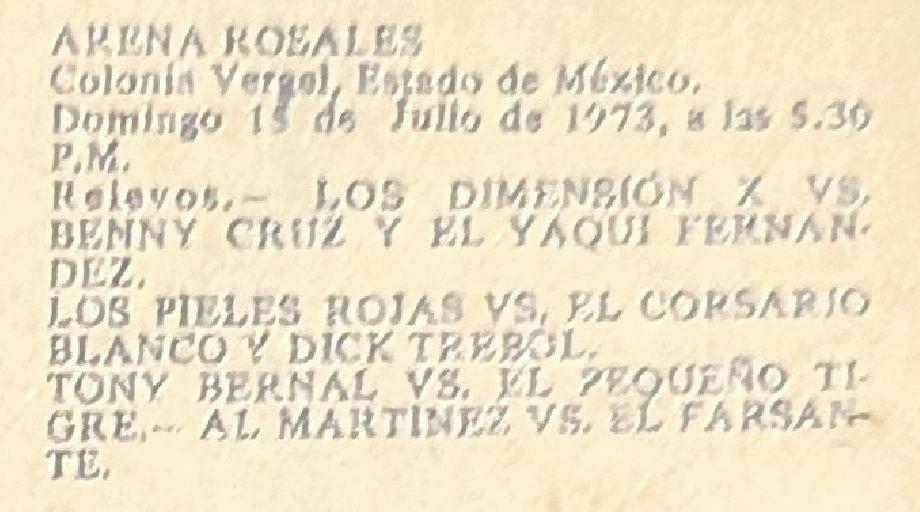 ARENA ROSALES
Colonia Vergel, Estado de México.
Domingo 15 de Julio de 1973, a las 5.30
P.M.
Relevos.— LOS DIMENSIÓN X VS.
BENNY CRUZ Y EL YAQUI FERNAN-
DEZ.
LOS PIELES ROJAS VS. EL CORSARIO
BLANCO Y DICK TREBOL.
TONY BERNAL VS. EL PEQUEÑO TI-
GRE.— AL MARTINEZ VS. EL FARSAN-
TE.